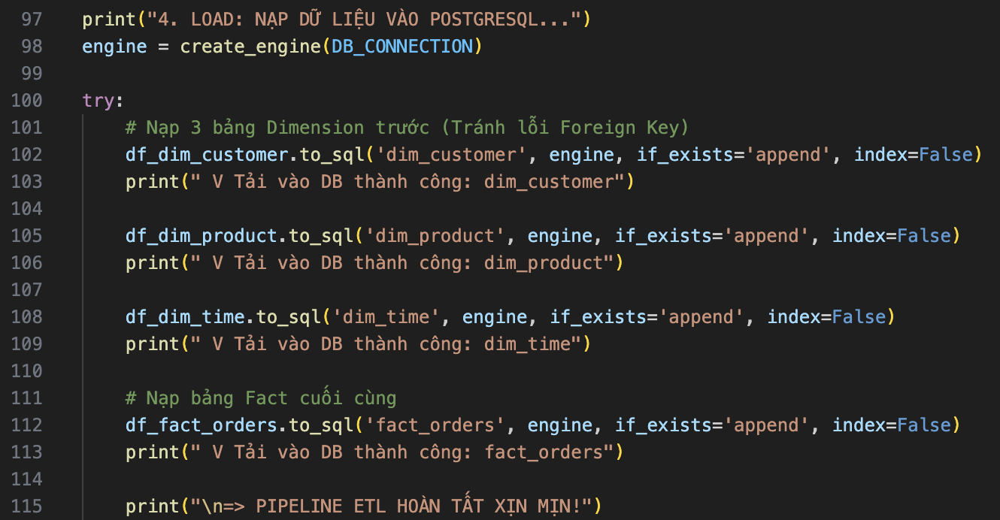 97 print("4. LOAD: NẠP DỮ LIỆU VÀO POSTGRESQL...")
98 engine = create_engine(DB_CONNECTION)
99
100 try:
101 # Nạp 3 bảng Dimension trước (Tránh lỗi Foreign Key)
102 df_dim_customer.to_sql('dim_customer', engine, if_exists='append', index=False)
103 print(" V Tải vào DB thành công: dim_customer")
104
105 df_dim_product.to_sql('dim_product', engine, if_exists='append', index=False)
106 print(" V Tải vào DB thành công: dim_product")
107
108 df_dim_time.to_sql('dim_time', engine, if_exists='append', index=False)
109 print(" V Tải vào DB thành công: dim_time")
110
111 # Nạp bảng Fact cuối cùng
112 df_fact_orders.to_sql('fact_orders', engine, if_exists='append', index=False)
113 print(" V Tải vào DB thành công: fact_orders")
114
115 print("\n=> PIPELINE ETL HOÀN TẤT XỊN MỊN!")